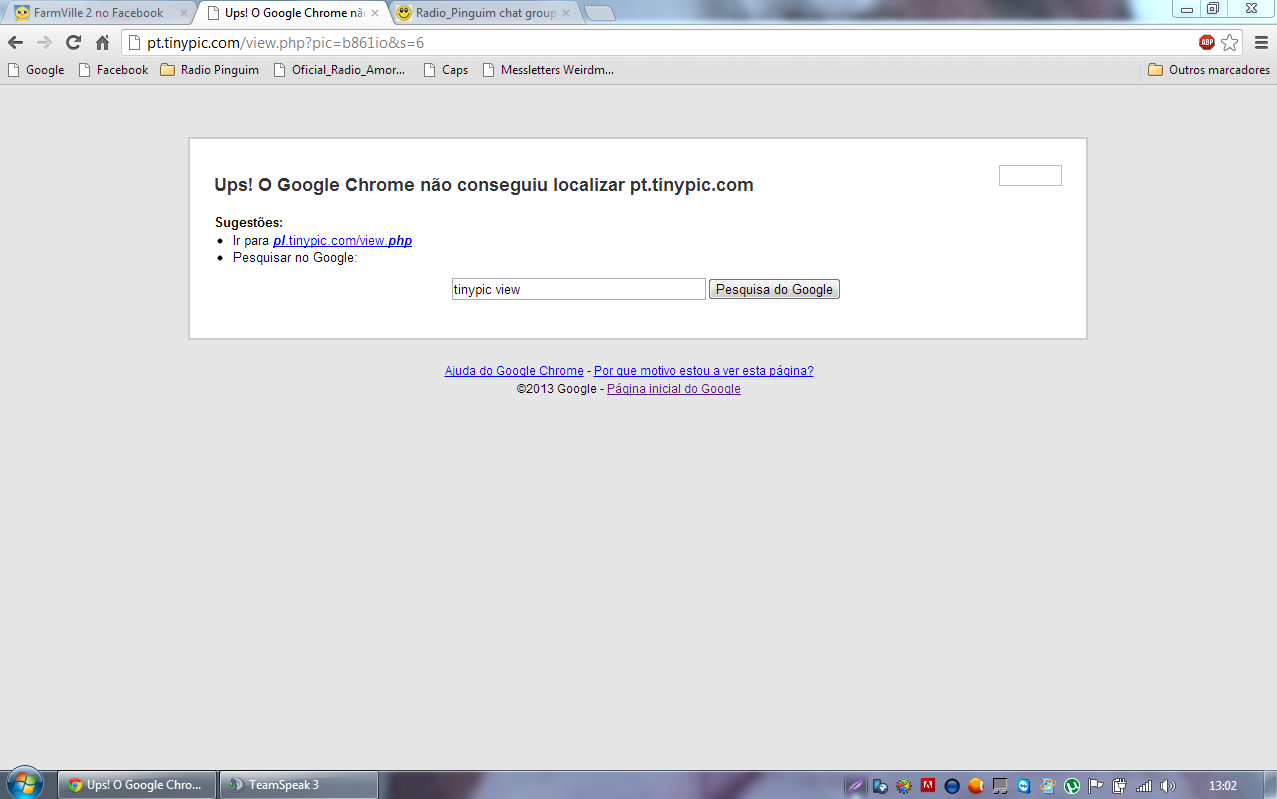 FarmVille 2 no Facebook
Ups! O Google Chrome nã
Radio_Pinguim chat group
pt.tinypic.com/view.php?pic=b861io&s=6
ABP
Google
Facebook
Radio Pinguim
Oficial_Radio_Amor...
Caps
Messletters Weirdm...
Outros marcadores
Ups! O Google Chrome não conseguiu localizar pt.tinypic.com
Sugestões:
Ir para pl.tinypic.com/view.php
Pesquisar no Google:
tinypic view
Pesquisa do Google
Ajuda do Google Chrome - Por que motivo estou a ver esta página?
©2013 Google - Página inicial do Google
Ups! O Google Chro...
TeamSpeak 3
13:02